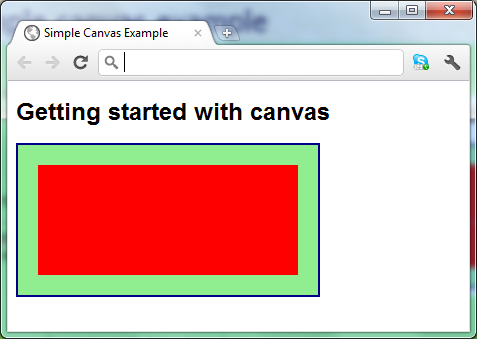 Simple Canvas Example
Getting started with canvas